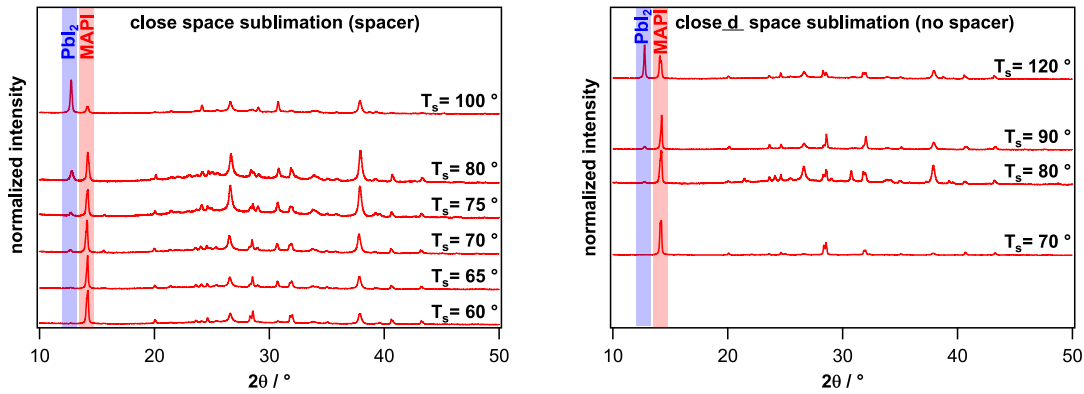 close space sublimation (spacer)
PbI2
MAPI
Ts= 100 °
Ts= 80 °
Ts= 75 °
Ts= 70 °
Ts= 65 °
Ts= 60 °
normalized intensity
10 20 30 40 50
2θ / °
close_d_ space sublimation (no spacer)
PbI2
MAPI
Ts= 120 °
Ts= 90 °
Ts= 80 °
Ts= 70 °
normalized intensity
10 20 30 40 50
2θ / °